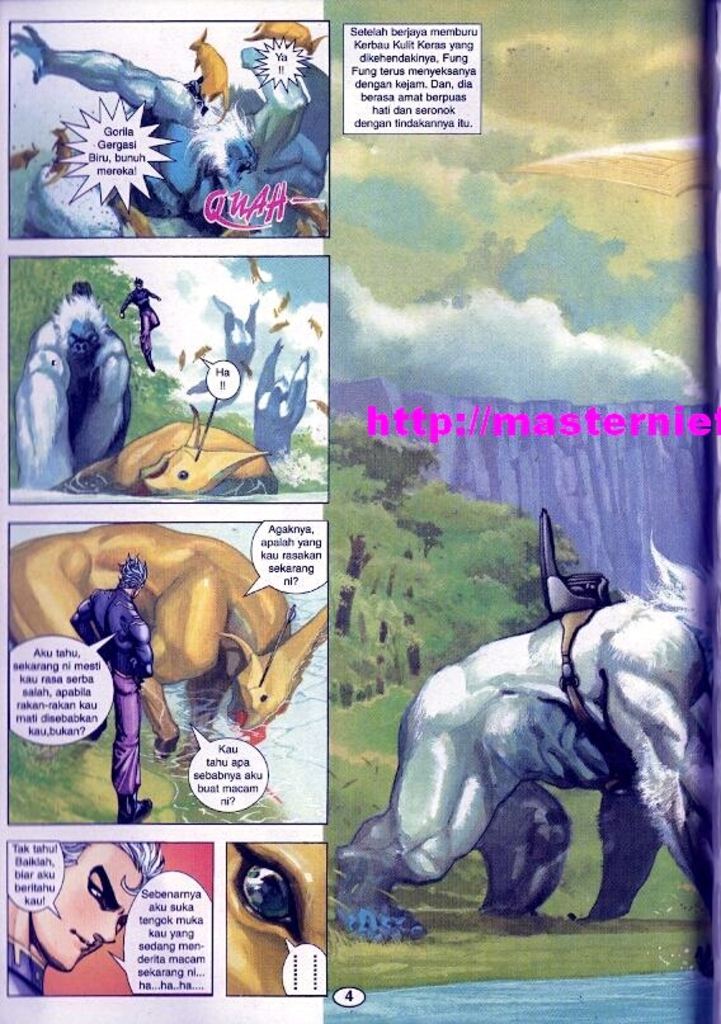 Ya
!!
Gorila
Gergasi
Biru, bunuh
mereka!
QUAH
Ha
!!
Agaknya,
apalah yang
kau rasakan
sekarang
ni?
Aku tahu,
sekarang ni mesti
kau rasa serba
salah, apabila
rakan-rakan kau
mati disebabkan
kau,bukan?
Kau
tahu apa
sebabnya aku
buat macam
ni?
Tak tahu!
Baiklah,
biar aku
beritahu
kau!
Sebenarnya
aku suka
tengok muka
kau yang
sedang men-
derita macam
sekarang ni...
ha...ha..ha....
Setelah berjaya memburu
Kerbau Kulit Keras yang
dikehendakinya, Fung
Fung terus menyeksanya
dengan kejam. Dan, dia
berasa amat berpuas
hati dan seronok
dengan tindakannya itu.
http://masternief
4